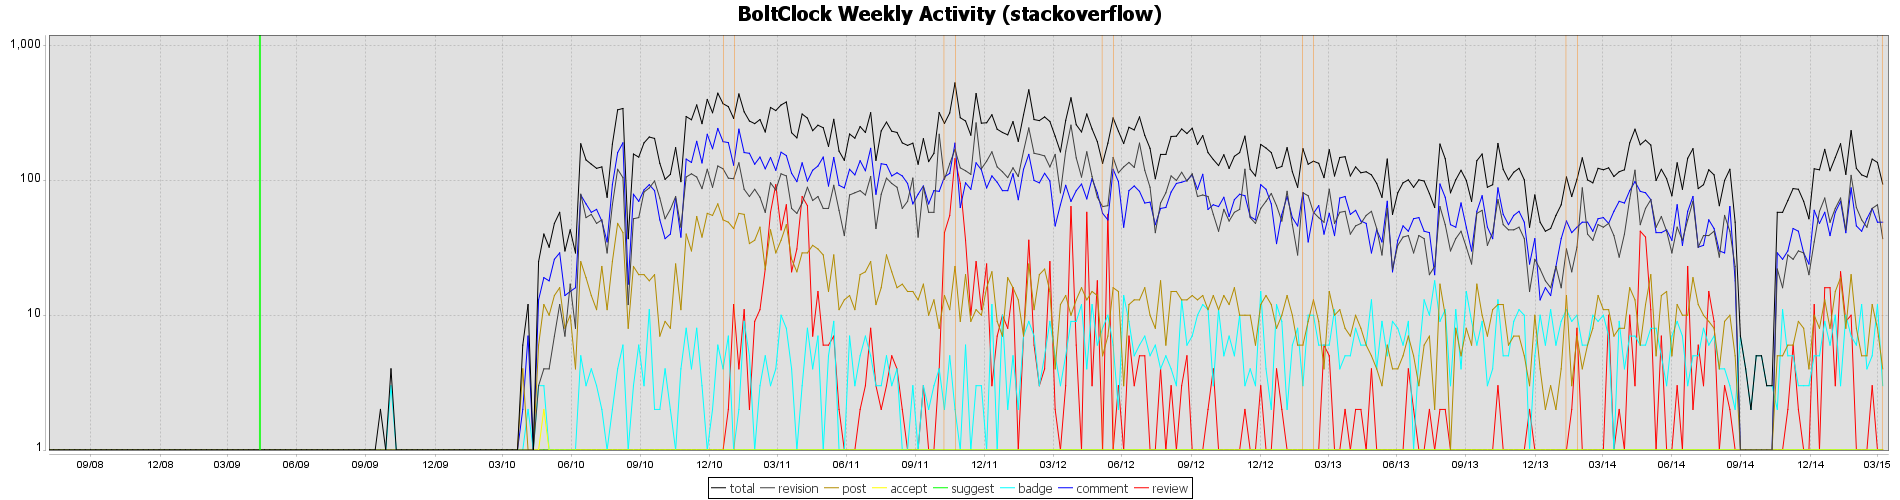 BoltClock Weekly Activity (stackoverflow)
1,000
100
10
1
09/08 12/08 03/09 06/09 09/09 12/09 03/10 06/10 09/10 12/10 03/11 06/11 09/11 12/11 03/12 06/12 09/12 12/12 03/13 06/13 09/13 12/13 03/14 06/14 09/14 12/14 03/15
total revision post accept suggest badge comment review